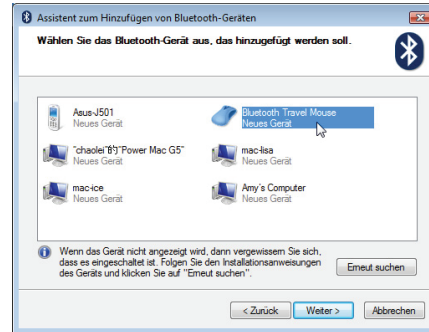 Assistent zum Hinzufügen von Bluetooth-Geräten
Wählen Sie das Bluetooth-Gerät aus, das hinzugefügt werden soll.
Asus-J501
Neues Gerät
Bluetooth Travel Mouse
Neues Gerät
"chaolei"的"Power Mac G5"
Neues Gerät
mac-lisa
Neues Gerät
mac-ice
Neues Gerät
Amy's Computer
Neues Gerät
Wenn das Gerät nicht angezeigt wird, dann vergewissern Sie sich,
dass es eingeschaltet ist. Folgen Sie den Installationsanweisungen
des Geräts und klicken Sie auf "Erneut suchen".
Erneut suchen
< Zurück
Weiter >
Abbrechen